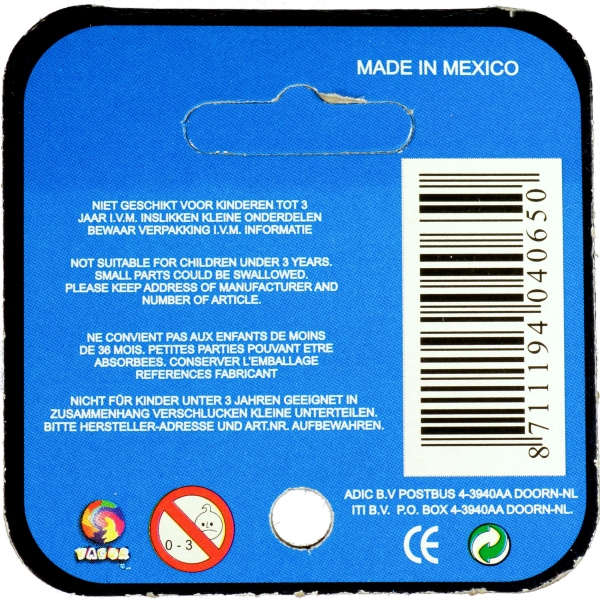 MADE IN MEXICO
NIET GESCHIKT VOOR KINDEREN TOT 3
JAAR I.V.M. INSLIKKEN KLEINE ONDERDELEN
BEWAAR VERPAKKING I.V.M. INFORMATIE
NOT SUITABLE FOR CHILDREN UNDER 3 YEARS.
SMALL PARTS COULD BE SWALLOWED.
PLEASE KEEP ADDRESS OF MANUFACTURER AND
NUMBER OF ARTICLE.
NE CONVIENT PAS AUX ENFANTS DE MOINS
DE 36 MOIS. PETITES PARTIES POUVANT ETRE
ABSORBEES. CONSERVER L'EMBALLAGE
REFERENCES FABRICANT
NICHT FÜR KINDER UNTER 3 JAHREN GEEIGNET IN
ZUSAMMENHANG VERSCHLUCKEN KLEINE UNTERTEILEN.
BITTE HERSTELLER-ADRESSE UND ART.NR. AUFBEWAHREN.
8 711194 040650
ADIC B.V POSTBUS 4-3940AA DOORN-NL
ITI B.V. P.O. BOX 4-3940AA DOORN-NL.
VACOR
0 - 3
CE